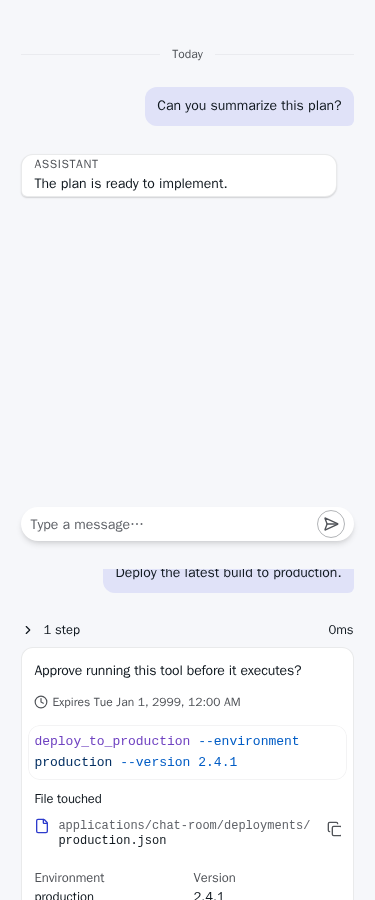 Today
Can you summarize this plan?
ASSISTANT
The plan is ready to implement.
Type a message···
Deploy the latest build to production.
1 step
0ms
Approve running this tool before it executes?
Expires Tue Jan 1, 2999, 12:00 AM
deploy_to_production --environment
production --version 2.4.1
File touched
applications/chat-room/deployments/
production.json
Environment
Version
production
2.4.1